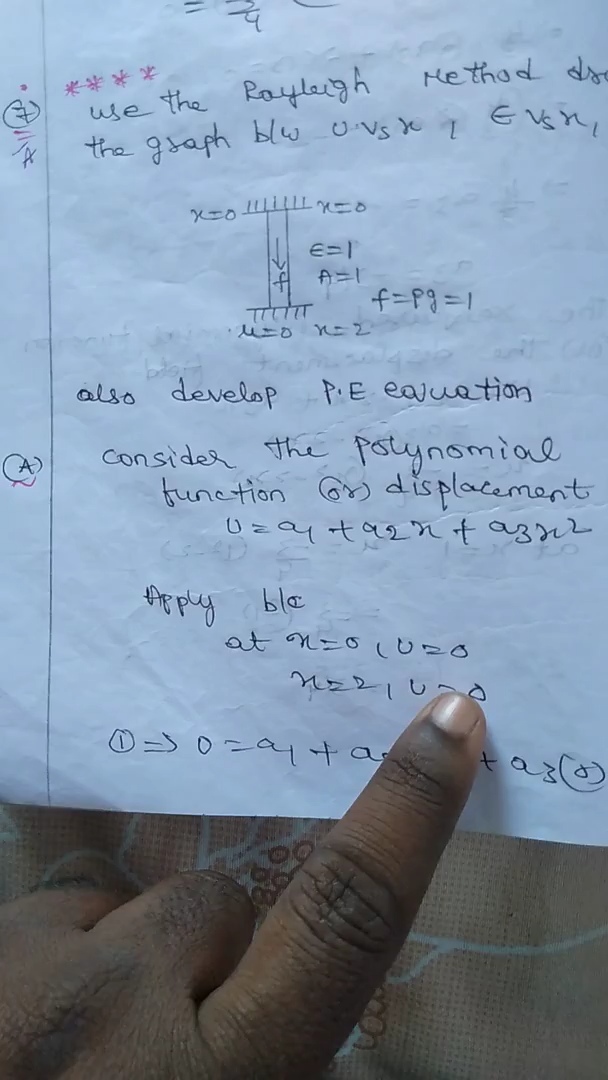 = 3/4 (
**** 
⑦ use the Rayleigh Method
A the graph b/w U vs x , ∈ vs x,
x=0 x=0
∈=1
A=1
f
f=ρg=1
u=0 x=2
also develop P.E equation
(A) consider the polynomial
function (or) displacement
U = a1 + a2x + a3x2
Apply b/c
at x=0, U=0
x=2, U=0
① ⇒ 0 = a1 + + a3(0)